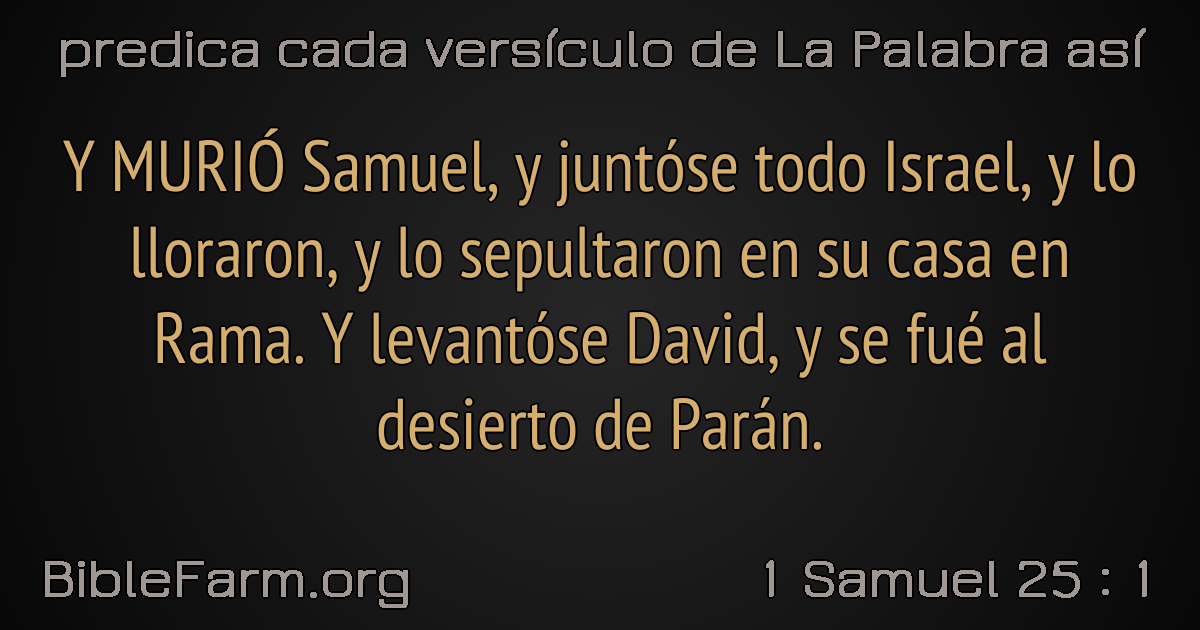 predica cada versículo de La Palabra así
Y MURIÓ Samuel, y juntóse todo Israel, y lo
lloraron, y lo sepultaron en su casa en
Rama. Y levantóse David, y se fué al
desierto de Parán.
BibleFarm.org
1 Samuel 25 : 1